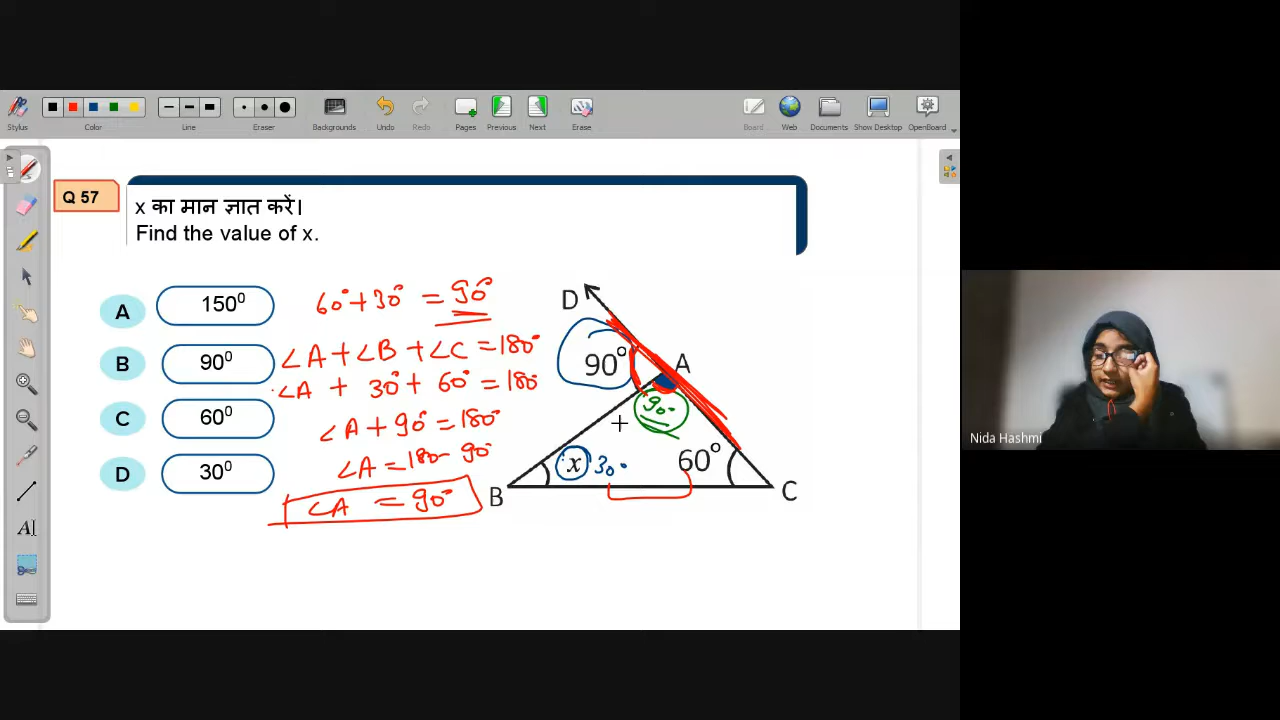 Stylus
Color
Line
Eraser
Backgrounds
Undo
Redo
Pages
Previous
Next
Erase
Board
Web
Documents
Show Desktop
OpenBoard
Q 57
x का मान ज्ञात करें।
Find the value of x.
A 150⁰
B 90⁰
C 60⁰
D 30⁰
60° + 30° = 90°
∠A + ∠B + ∠C = 180°
∠A + 30° + 60° = 180
∠A + 90° = 180°
∠A = 180 - 90°
∠A = 90°
D
A
90°
90°
x 30°
60°
B
C
A
Nida Hashmi